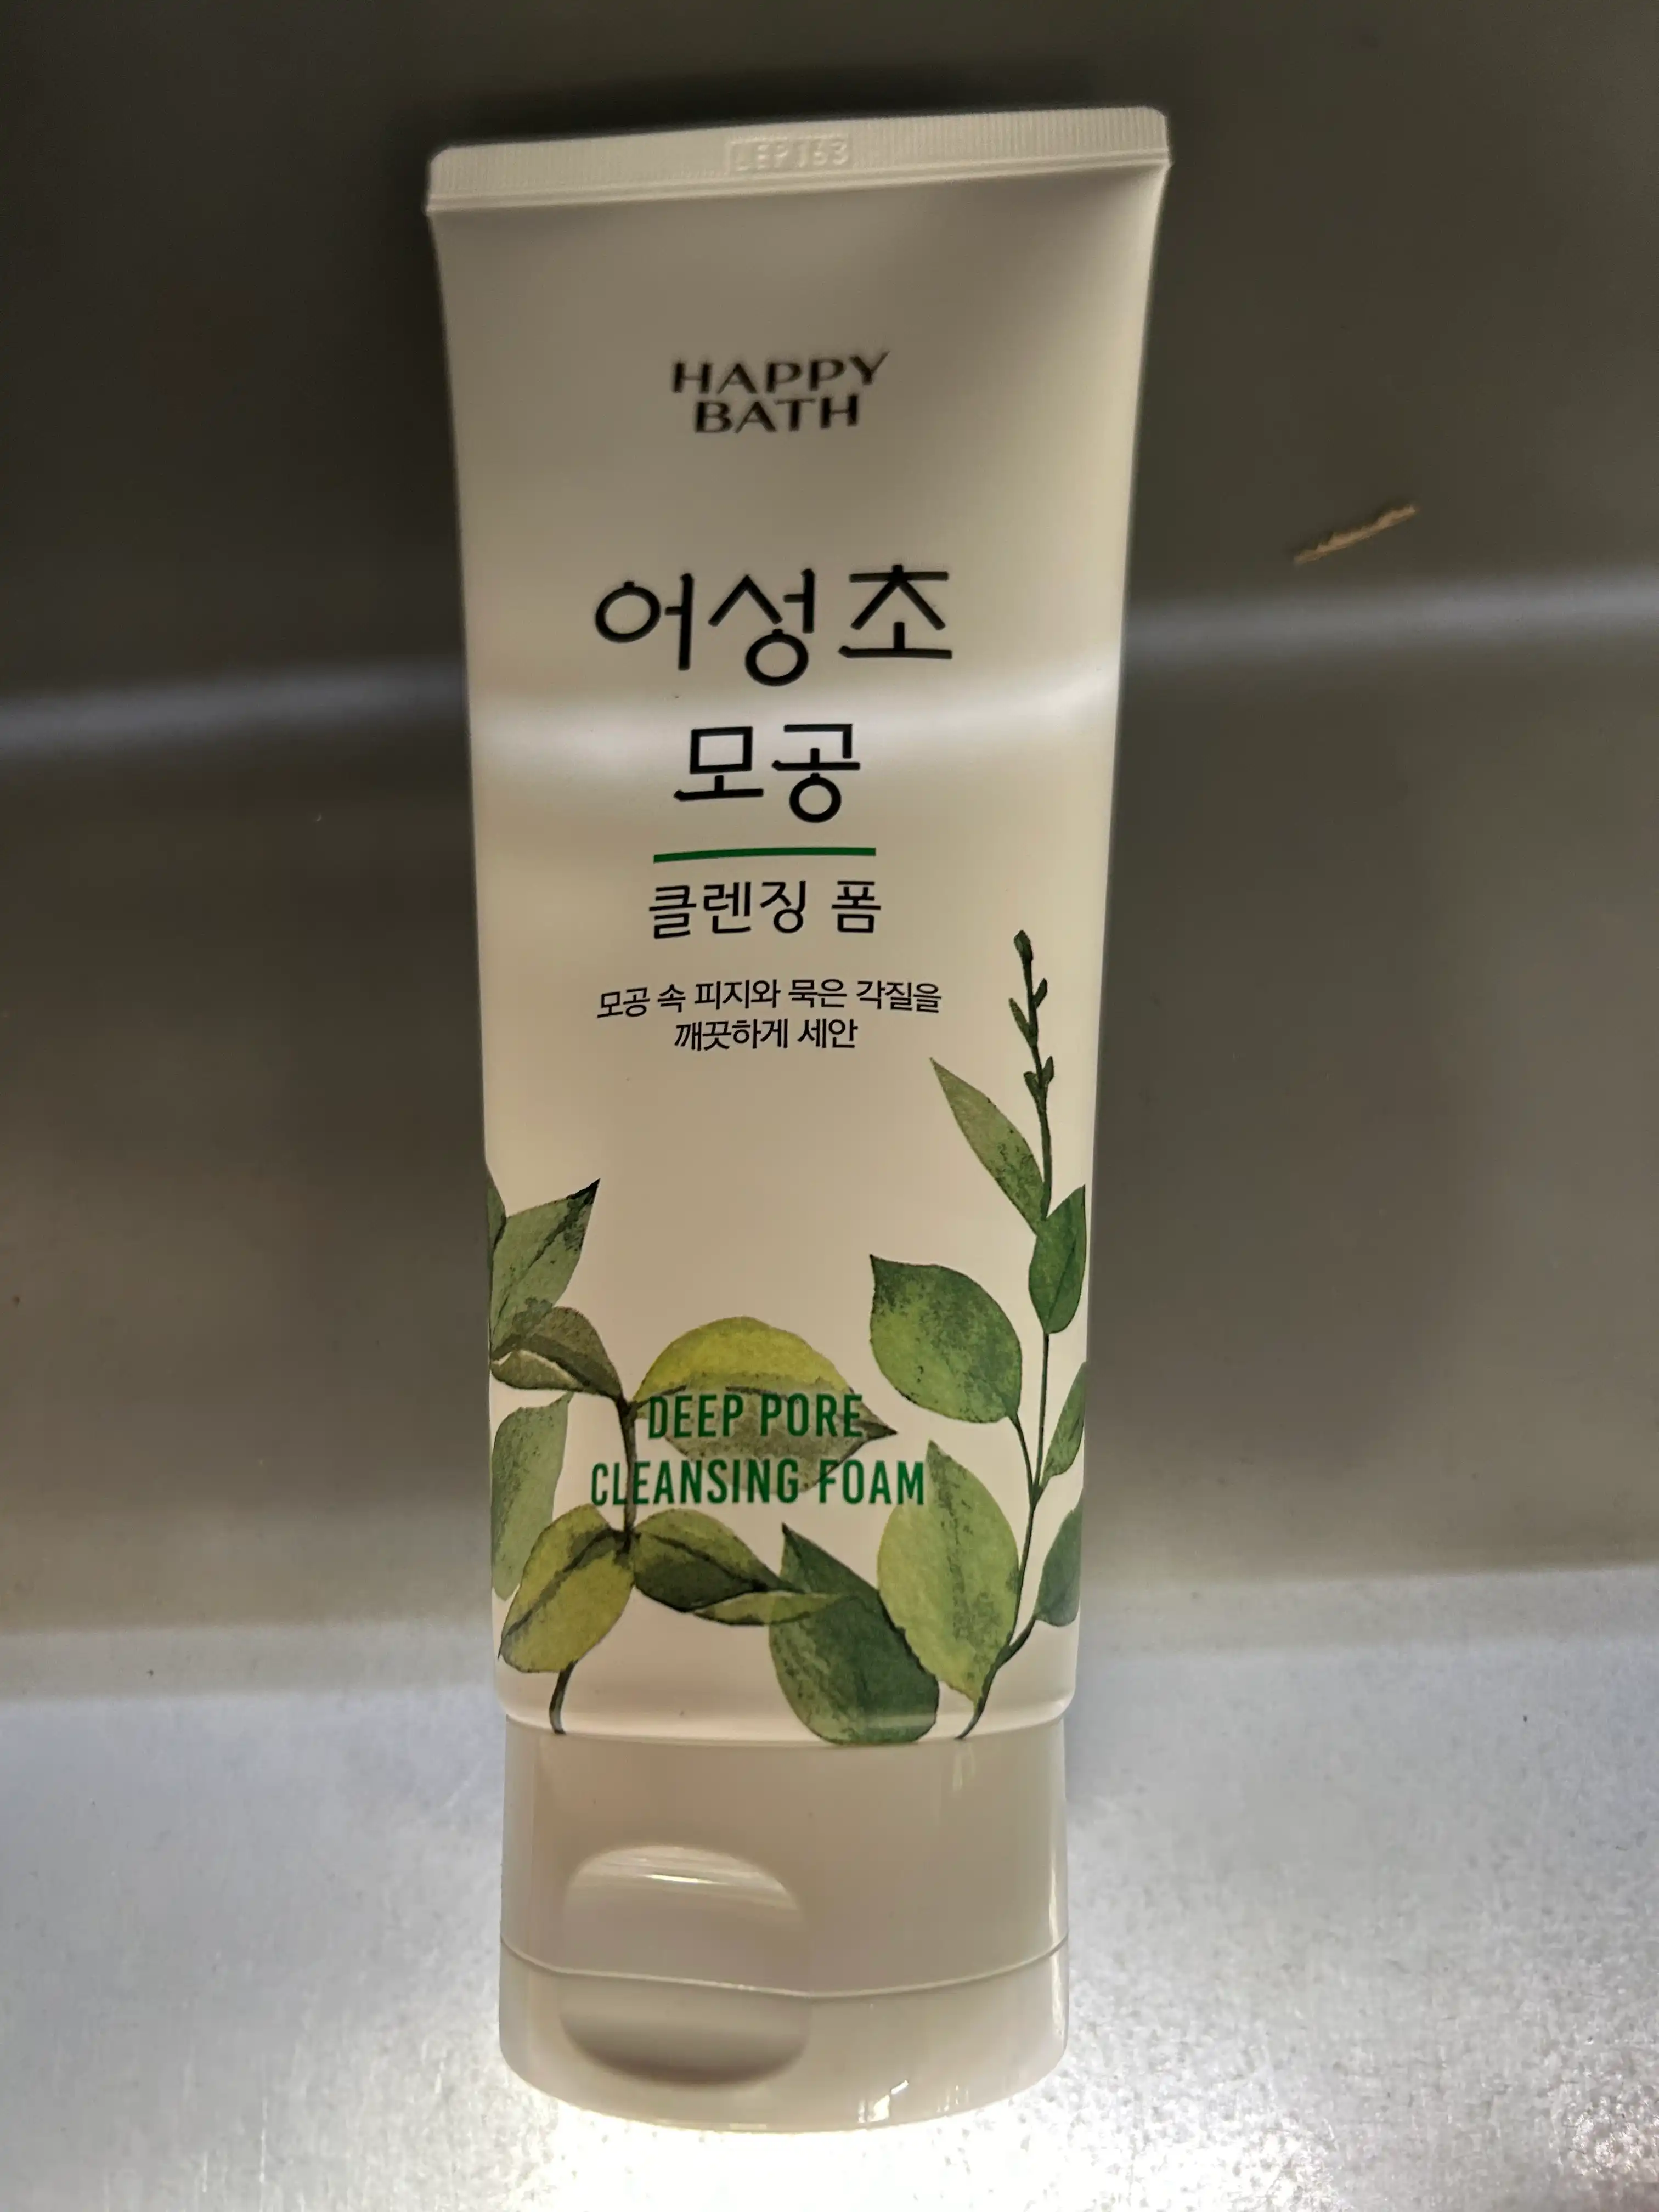 HAPPY
BATH
어성초
모공
클렌징 폼
모공 속 피지와 묵은 각질을
깨끗하게 세안
DEEP PORE
CLEANSING FOAM